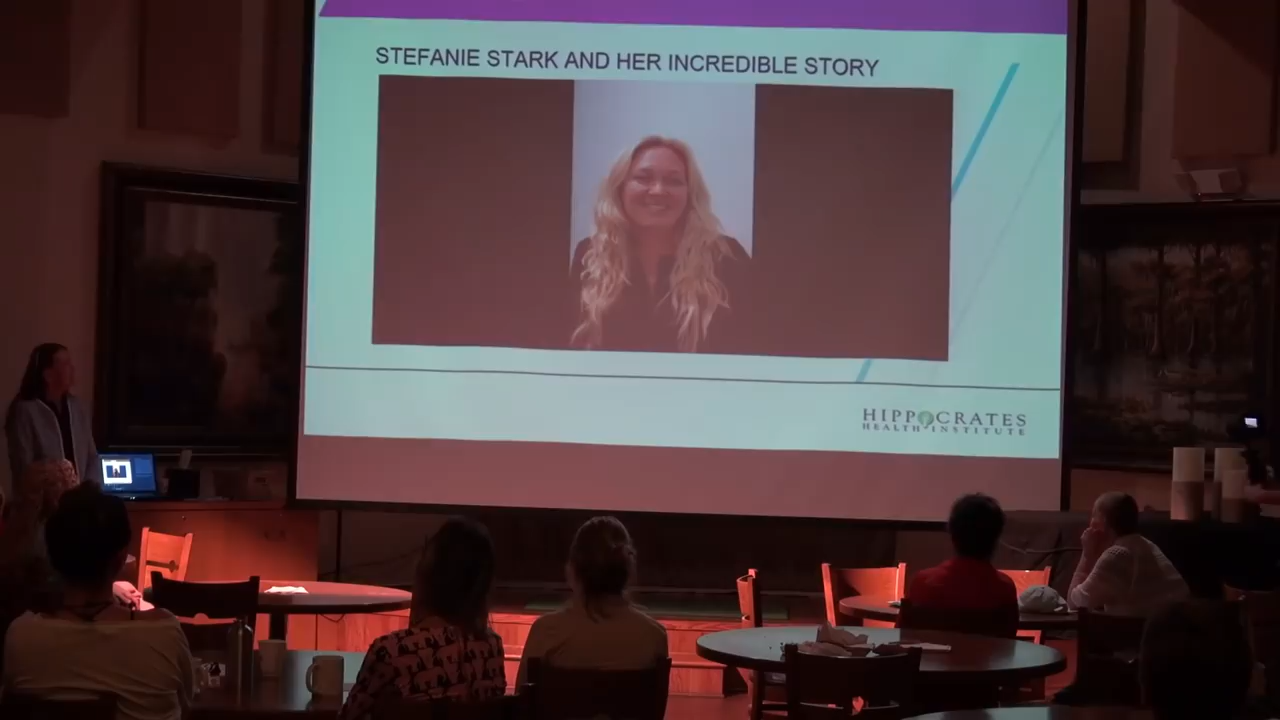 STEFANIE STARK AND HER INCREDIBLE STORY
HIPPOCRATES
HEALTH INSTITUTE